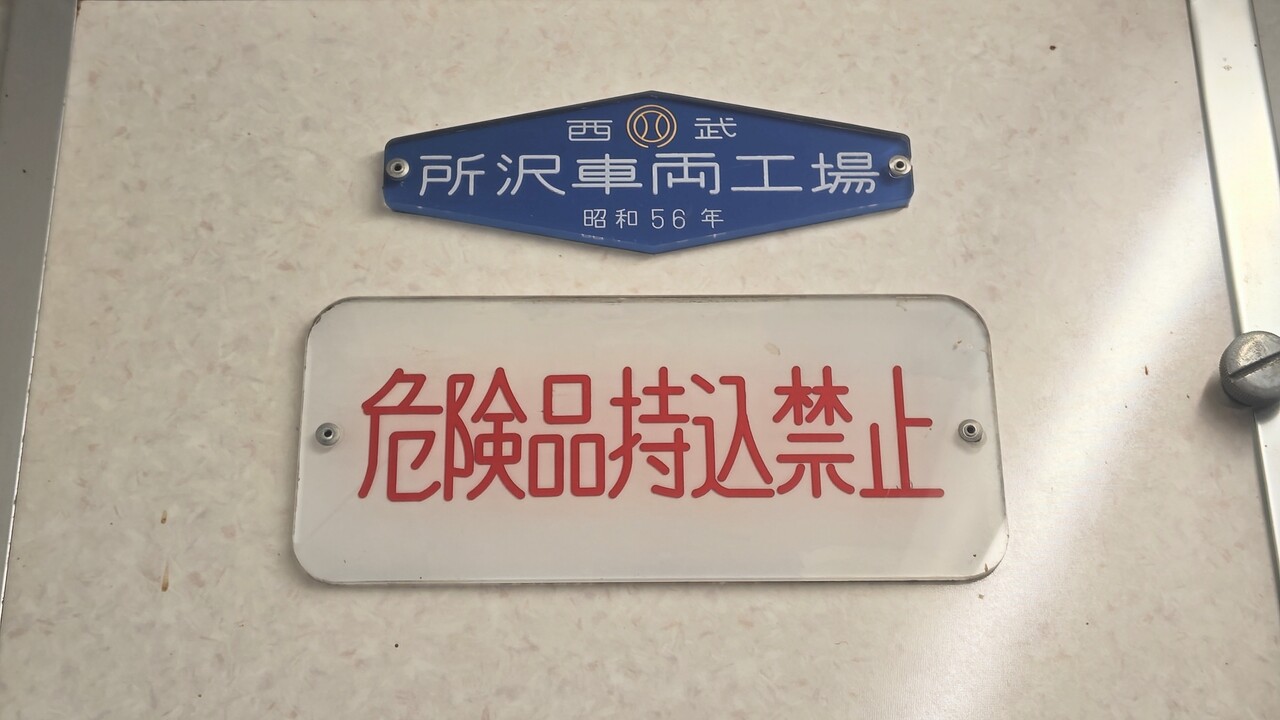 西 武
所沢車両工場
昭和56年
危険品持込禁止